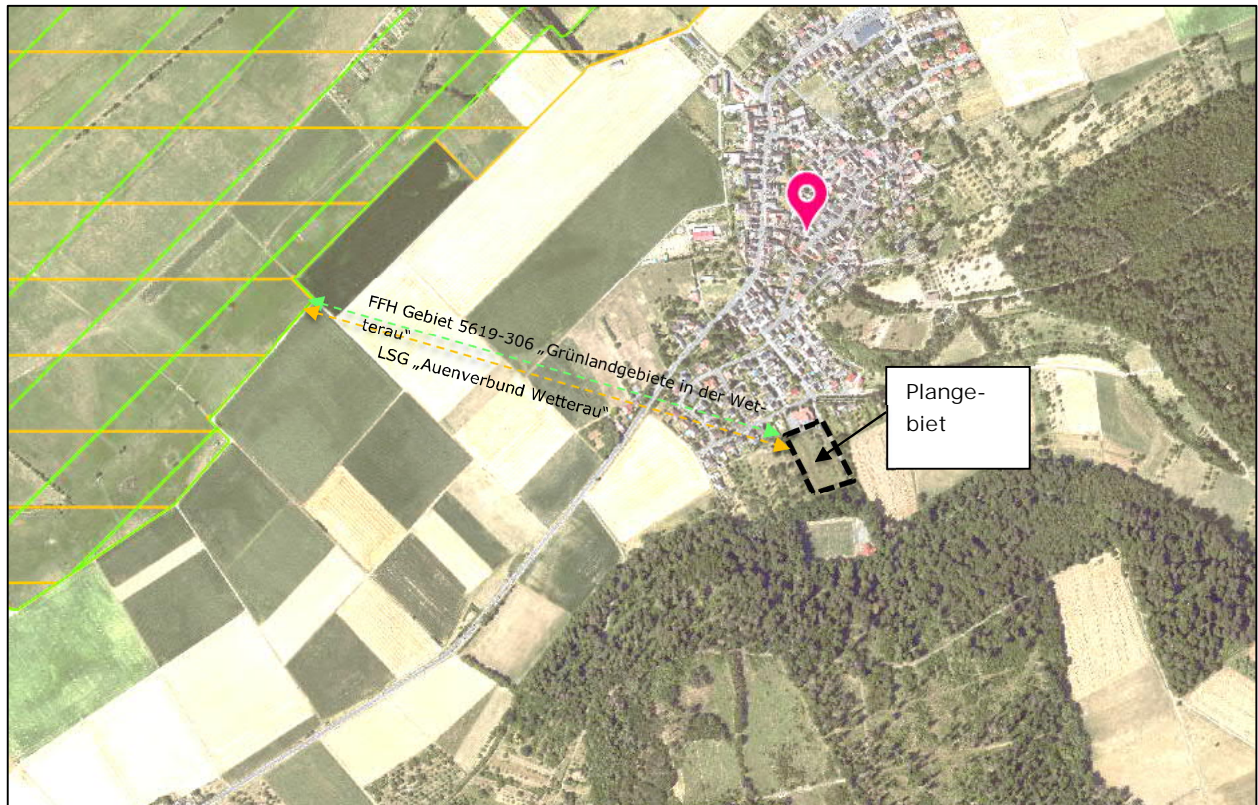 FFH Gebiet 5619-306 „Grünlandgebiete in der Wet-
terau“
LSG „Auenverbund Wetterau“
Plange-
biet